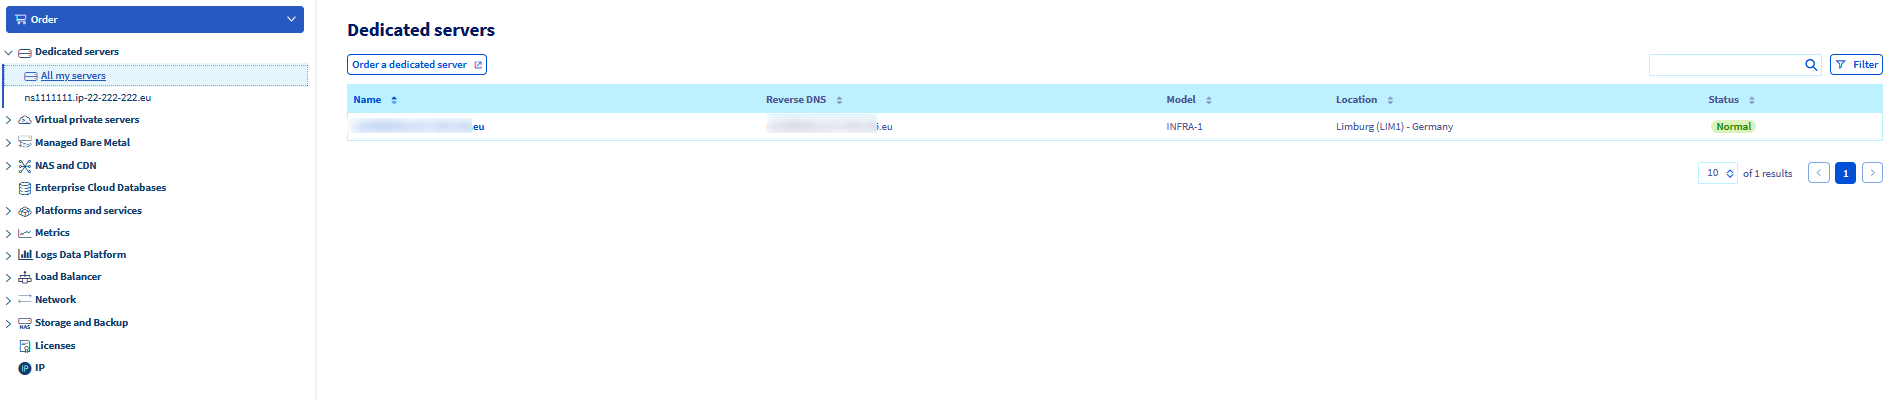 Order
Dedicated servers
All my servers
ns1111111.ip-22-222-222.eu
Virtual private servers
Managed Bare Metal
NAS and CDN
Enterprise Cloud Databases
Platforms and services
Metrics
Logs Data Platform
Load Balancer
Network
NAS
Storage and Backup
Licenses
IP IP
Dedicated servers
Order a dedicated server
Filter
Name Reverse DNS Model Location Status
.eu .eu INFRA-1 Limburg (LIM1) - Germany Normal
10 of 1 results 1